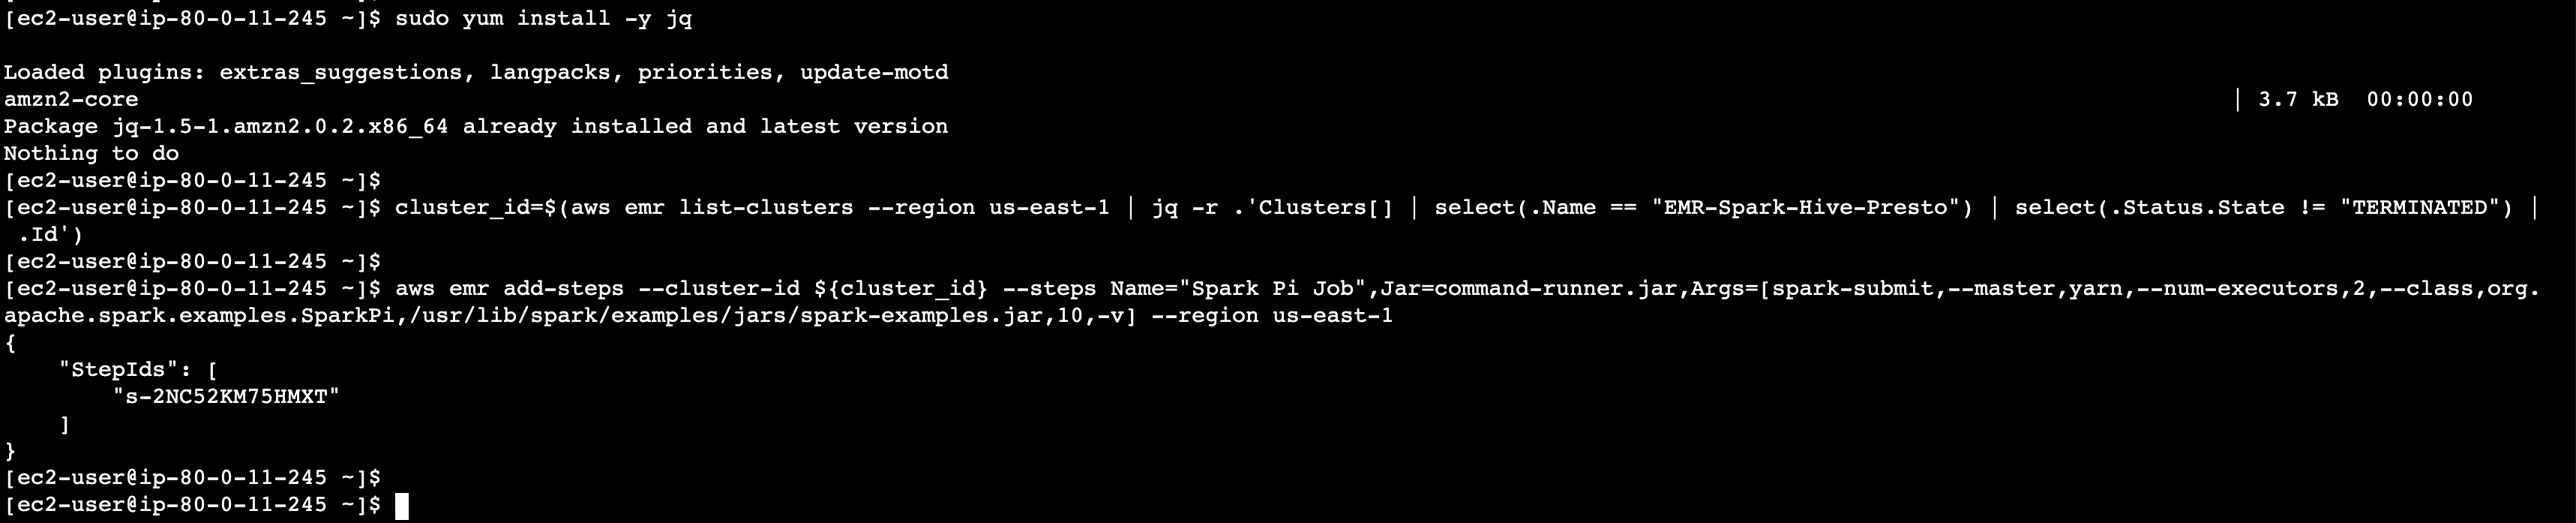 [ec2-user@ip-80-0-11-245 ~]$ sudo yum install -y jq
Loaded plugins: extras_suggestions, langpacks, priorities, update-motd
amzn2-core | 3.7 kB 00:00:00
Package jq-1.5-1.amzn2.0.2.x86_64 already installed and latest version
Nothing to do
[ec2-user@ip-80-0-11-245 ~]$
[ec2-user@ip-80-0-11-245 ~]$ cluster_id=$(aws emr list-clusters --region us-east-1 | jq -r .'Clusters[] | select(.Name == "EMR-Spark-Hive-Presto") | select(.Status.State != "TERMINATED") |
.Id')
[ec2-user@ip-80-0-11-245 ~]$
[ec2-user@ip-80-0-11-245 ~]$ aws emr add-steps --cluster-id ${cluster_id} --steps Name="Spark Pi Job",Jar=command-runner.jar,Args=[spark-submit,--master,yarn,--num-executors,2,--class,org.
apache.spark.examples.SparkPi,/usr/lib/spark/examples/jars/spark-examples.jar,10,-v] --region us-east-1
{
    "StepIds": [
        "s-2NC52KM75HMXT"
    ]
}
[ec2-user@ip-80-0-11-245 ~]$
[ec2-user@ip-80-0-11-245 ~]$